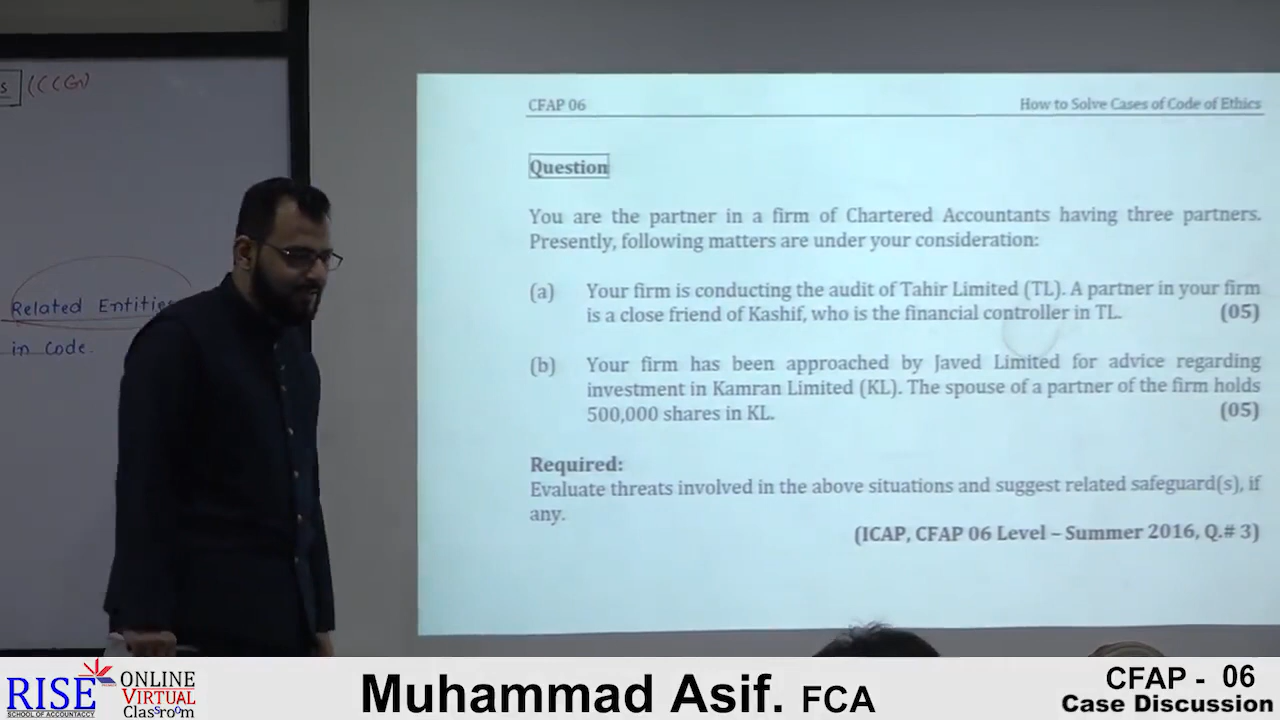 s (CCG)
Related Entities
in Code.
CFAP 06 How to Solve Cases of Code of Ethics
Question
You are the partner in a firm of Chartered Accountants having three partners.
Presently, following matters are under your consideration:
(a) Your firm is conducting the audit of Tahir Limited (TL). A partner in your firm
is a close friend of Kashif, who is the financial controller in TL. (05)
(b) Your firm has been approached by Javed Limited for advice regarding
investment in Kamran Limited (KL). The spouse of a partner of the firm holds
500,000 shares in KL. (05)
Required:
Evaluate threats involved in the above situations and suggest related safeguard(s), if
any.
(ICAP, CFAP 06 Level – Summer 2016, Q.# 3)
RISE
SCHOOL OF ACCOUNTACY
ONLINE
VIRTUAL
Classroom
Muhammad Asif. FCA
CFAP - 06
Case Discussion